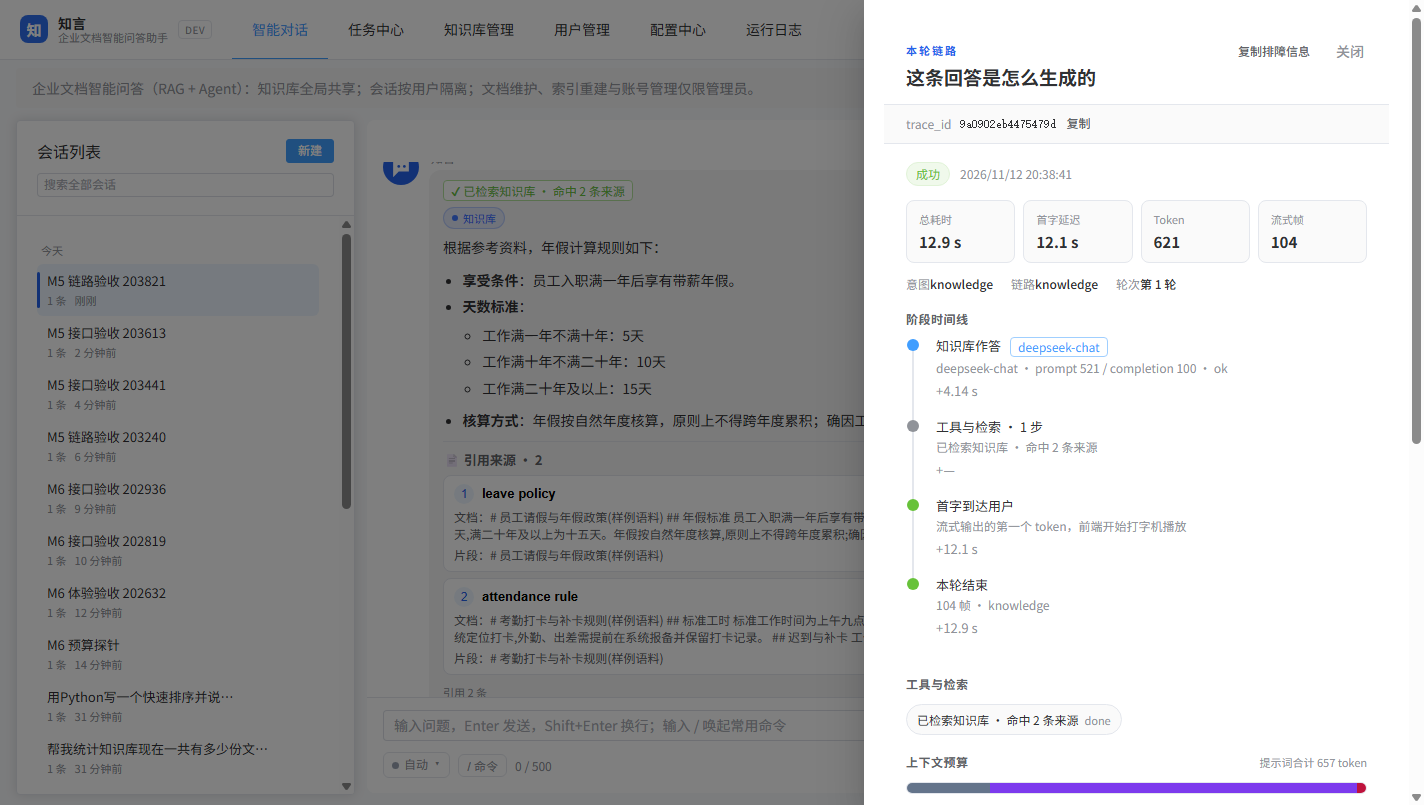 知
知言
企业文档智能问答助手
DEV
智能对话
任务中心
知识库管理
用户管理
配置中心
运行日志
企业文档智能问答（RAG + Agent）：知识库全局共享；会话按用户隔离；文档维护、索引重建与账号管理仅限管理员。
会话列表
新建
搜索全部会话
今天
M5 链路验收 203821
1 条 刚刚
M5 接口验收 203613
1 条 2 分钟前
M5 接口验收 203441
1 条 4 分钟前
M5 链路验收 203240
1 条 6 分钟前
M6 接口验收 202936
1 条 9 分钟前
M6 接口验收 202819
1 条 10 分钟前
M6 体验验收 202632
1 条 12 分钟前
M6 预算探针
1 条 14 分钟前
用Python写一个快速排序并说…
1 条 31 分钟前
帮我统计知识库现在一共有多少份文…
1 条 31 分钟前
✓ 已检索知识库 · 命中 2 条来源
知识库
根据参考资料，年假计算规则如下：
享受条件：员工入职满一年后享有带薪年假。
天数标准：
工作满一年不满十年：5天
工作满十年不满二十年：10天
工作满二十年及以上：15天
核算方式：年假按自然年度核算，原则上不得跨年度累积；确因工
引用来源 · 2
1 leave policy
文档：# 员工请假与年假政策(样例语料) ## 年假标准 员工入职满一年后享有带
天,满二十年及以上为十五天。年假按自然年度核算,原则上不得跨年度累积;确因
片段：# 员工请假与年假政策(样例语料)
2 attendance rule
文档：# 考勤打卡与补卡规则(样例语料) ## 标准工时 标准工作时间为上午九点
统定位打卡,外勤、出差需提前在系统报备并保留打卡记录。 ## 迟到与补卡 工
片段：# 考勤打卡与补卡规则(样例语料)
引用 2 条
输入问题，Enter 发送，Shift+Enter 换行；输入 / 唤起常用命令
自动
/ 命令
0 / 500
本轮链路
这条回答是怎么生成的
复制排障信息
关闭
trace_id 9a0902eb4475479d 复制
成功 2026/11/12 20:38:41
总耗时
12.9 s
首字延迟
12.1 s
Token
621
流式帧
104
意图knowledge 链路knowledge 轮次第 1 轮
阶段时间线
知识库作答 deepseek-chat
deepseek-chat · prompt 521 / completion 100 · ok
+4.14 s
工具与检索 · 1 步
已检索知识库 · 命中 2 条来源
+—
首字到达用户
流式输出的第一个 token，前端开始打字机播放
+12.1 s
本轮结束
104 帧 · knowledge
+12.9 s
工具与检索
已检索知识库 · 命中 2 条来源 done
上下文预算
提示词合计 657 token